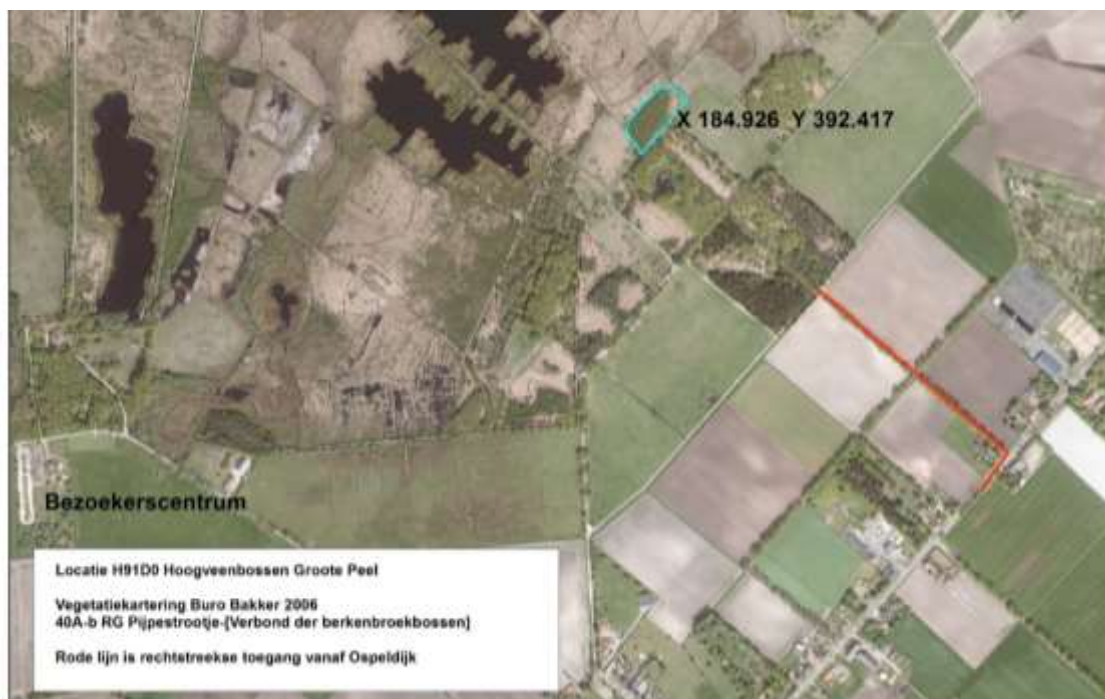 X 184.926 Y 392.417
Bezoekerscentrum
Locatie H91D0 Hoogveenbossen Groote Peel
Vegetatiekartering Buro Bakker 2006
40A-b RG Pijpestrootje-[Verbond der berkenbroekbossen]
Rode lijn is rechtstreekse toegang vanaf Ospeldijk